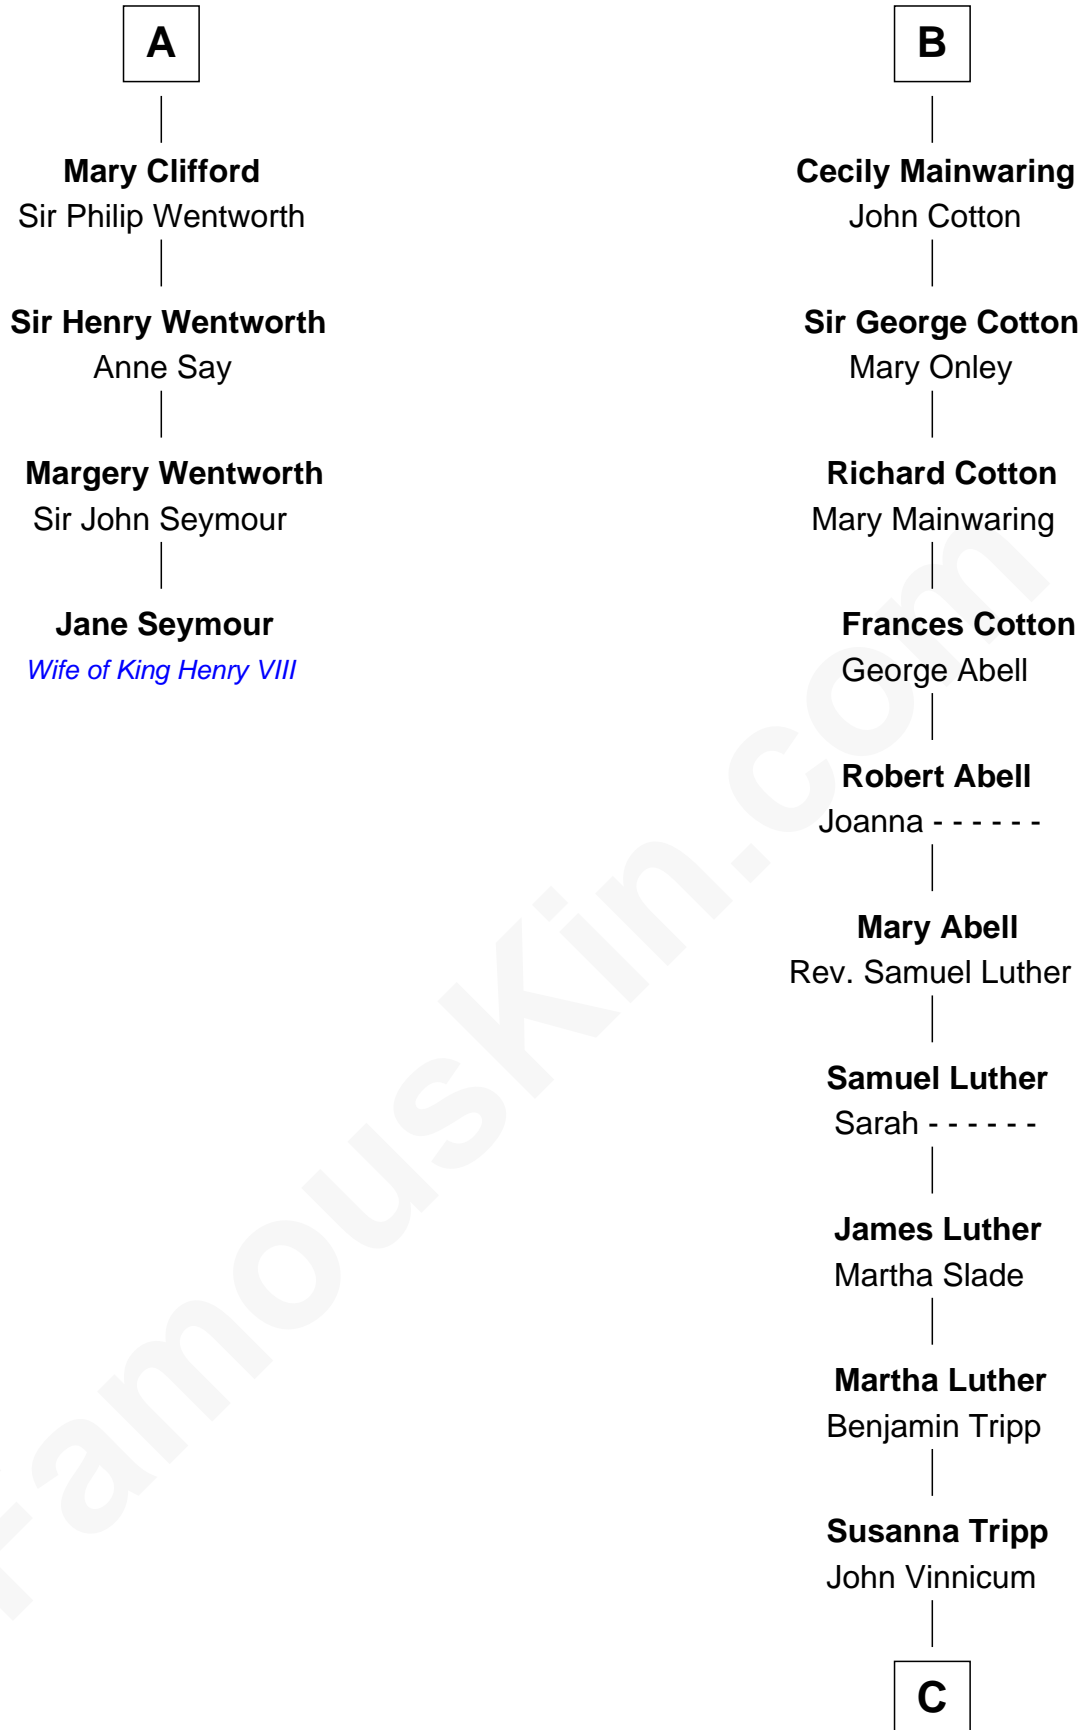 A
Mary Clifford
Sir Philip Wentworth
Sir Henry Wentworth
Anne Say
Margery Wentworth
Sir John Seymour
Jane Seymour
Wife of King Henry VIII
B
Cecily Mainwaring
John Cotton
Sir George Cotton
Mary Onley
Richard Cotton
Mary Mainwaring
Frances Cotton
George Abell
Robert Abell
Joanna - - - - - -
Mary Abell
Rev. Samuel Luther
Samuel Luther
Sarah - - - - - -
James Luther
Martha Slade
Martha Luther
Benjamin Tripp
Susanna Tripp
John Vinnicum
C
FamousKin.com